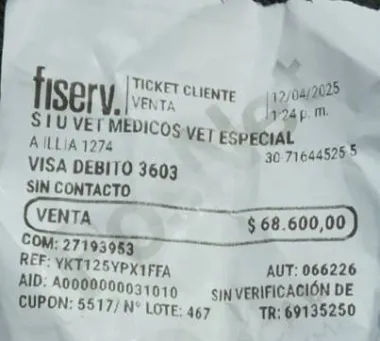 fiserv.
TICKET CLIENTE
VENTA
12/04/2025
1:24 p. m.
S I U VET MEDICOS VET ESPECIAL
A ILLIA 1274
30-71644525-5
VISA DEBITO 3603
SIN CONTACTO
VENTA $ 68.600,00
COM: 27193953
REF: YKT125YPX1FFA
AUT: 066226
AID: A0000000031010
SIN VERIFICACIÓN DE
CUPON: 5517/ N° LOTE: 467
TR: 69135250